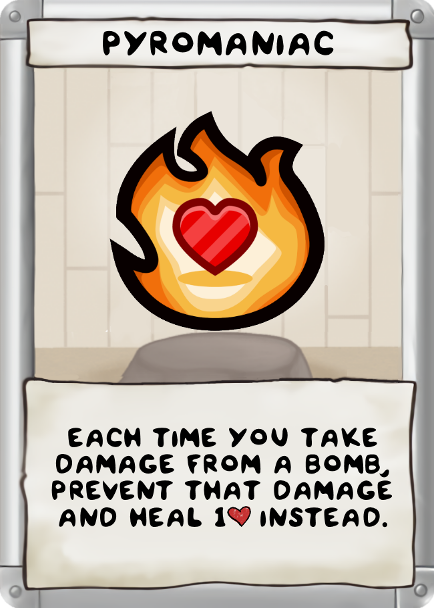 PYROMANIAC
EACH TIME YOU TAKE
DAMAGE FROM A BOMB,
PREVENT THAT DAMAGE
AND HEAL 1❤ INSTEAD.